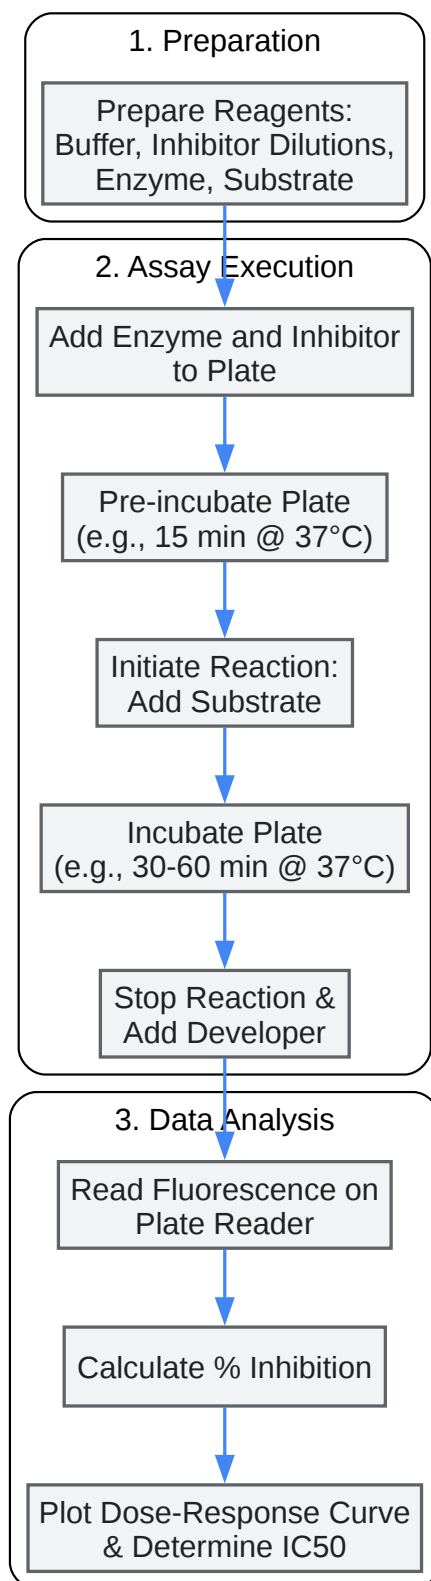 1. Preparation
Prepare Reagents:
Buffer, Inhibitor Dilutions,
Enzyme, Substrate
2. Assay Execution
Add Enzyme and Inhibitor
to Plate
Pre-incubate Plate
(e.g., 15 min @ 37°C)
Initiate Reaction:
Add Substrate
Incubate Plate
(e.g., 30-60 min @ 37°C)
Stop Reaction &
Add Developer
3. Data Analysis
Read Fluorescence on
Plate Reader
Calculate % Inhibition
Plot Dose-Response Curve
& Determine IC50